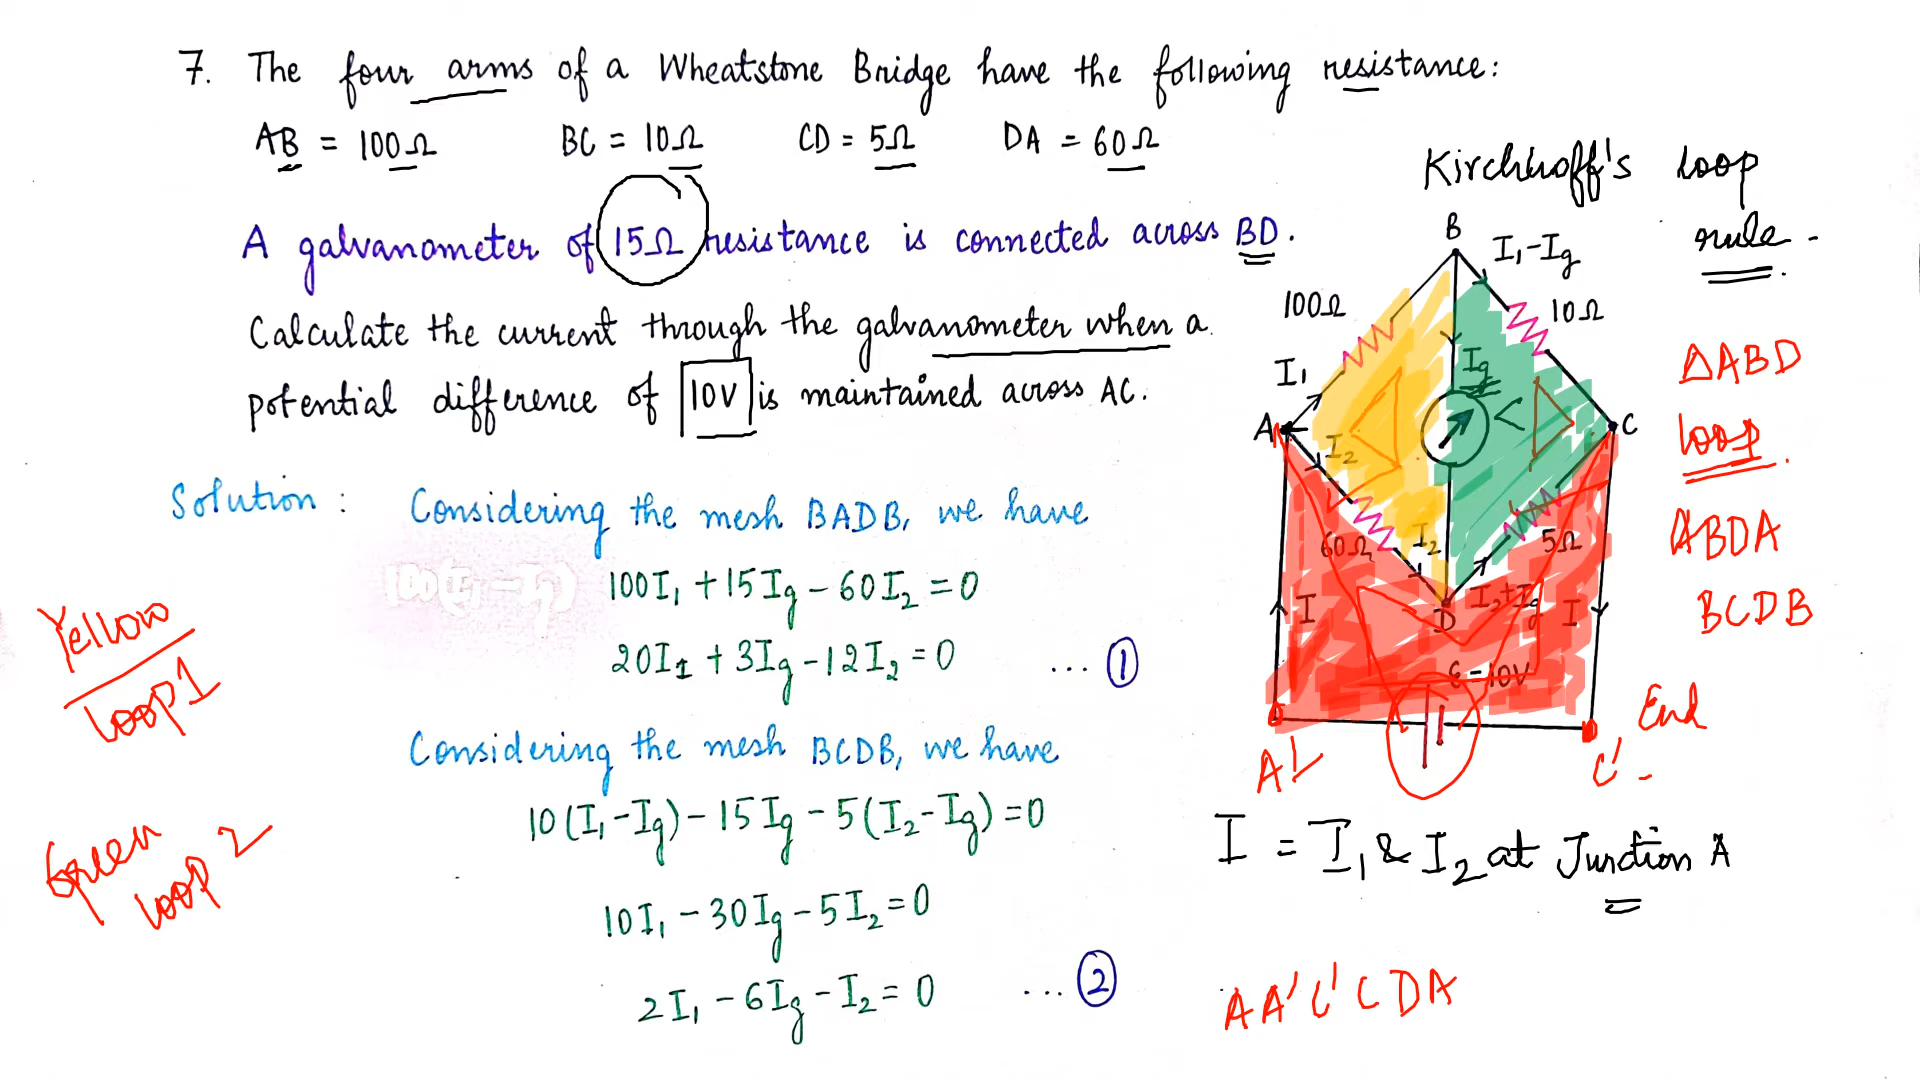 7. The four arms of a Wheatstone Bridge have the following resistance:
AB = 100Ω BC = 10Ω CD = 5Ω DA = 60Ω
A galvanometer of 15Ω resistance is connected across BD.
Calculate the current through the galvanometer when a
potential difference of 10V is maintained across AC.
Solution : Considering the mesh BADB, we have
100(I₁ - I₉)
100I₁ + 15Ig - 60I₂ = 0
20I₁ + 3Ig - 12I₂ = 0 ... ①
Considering the mesh BCDB, we have
10(I₁-Ig) - 15Ig - 5(I₂-Ig) = 0
10I₁ - 30Ig - 5I₂ = 0
2I₁ - 6Ig - I₂ = 0 ... ②
Yellow
loop 1
Green
loop 2
Kirchhoff's loop
rule -
B
I₁-Ig
100Ω
10Ω
I₁
Ig
A
C
I₂
60Ω
I₂
5Ω
D
I₂+Ig
I
I
ε - 10V
A'
C'
End
ΔABD
loop
ABDA
BCDB
I = I₁ & I₂ at Junction A
AA'C'CDA